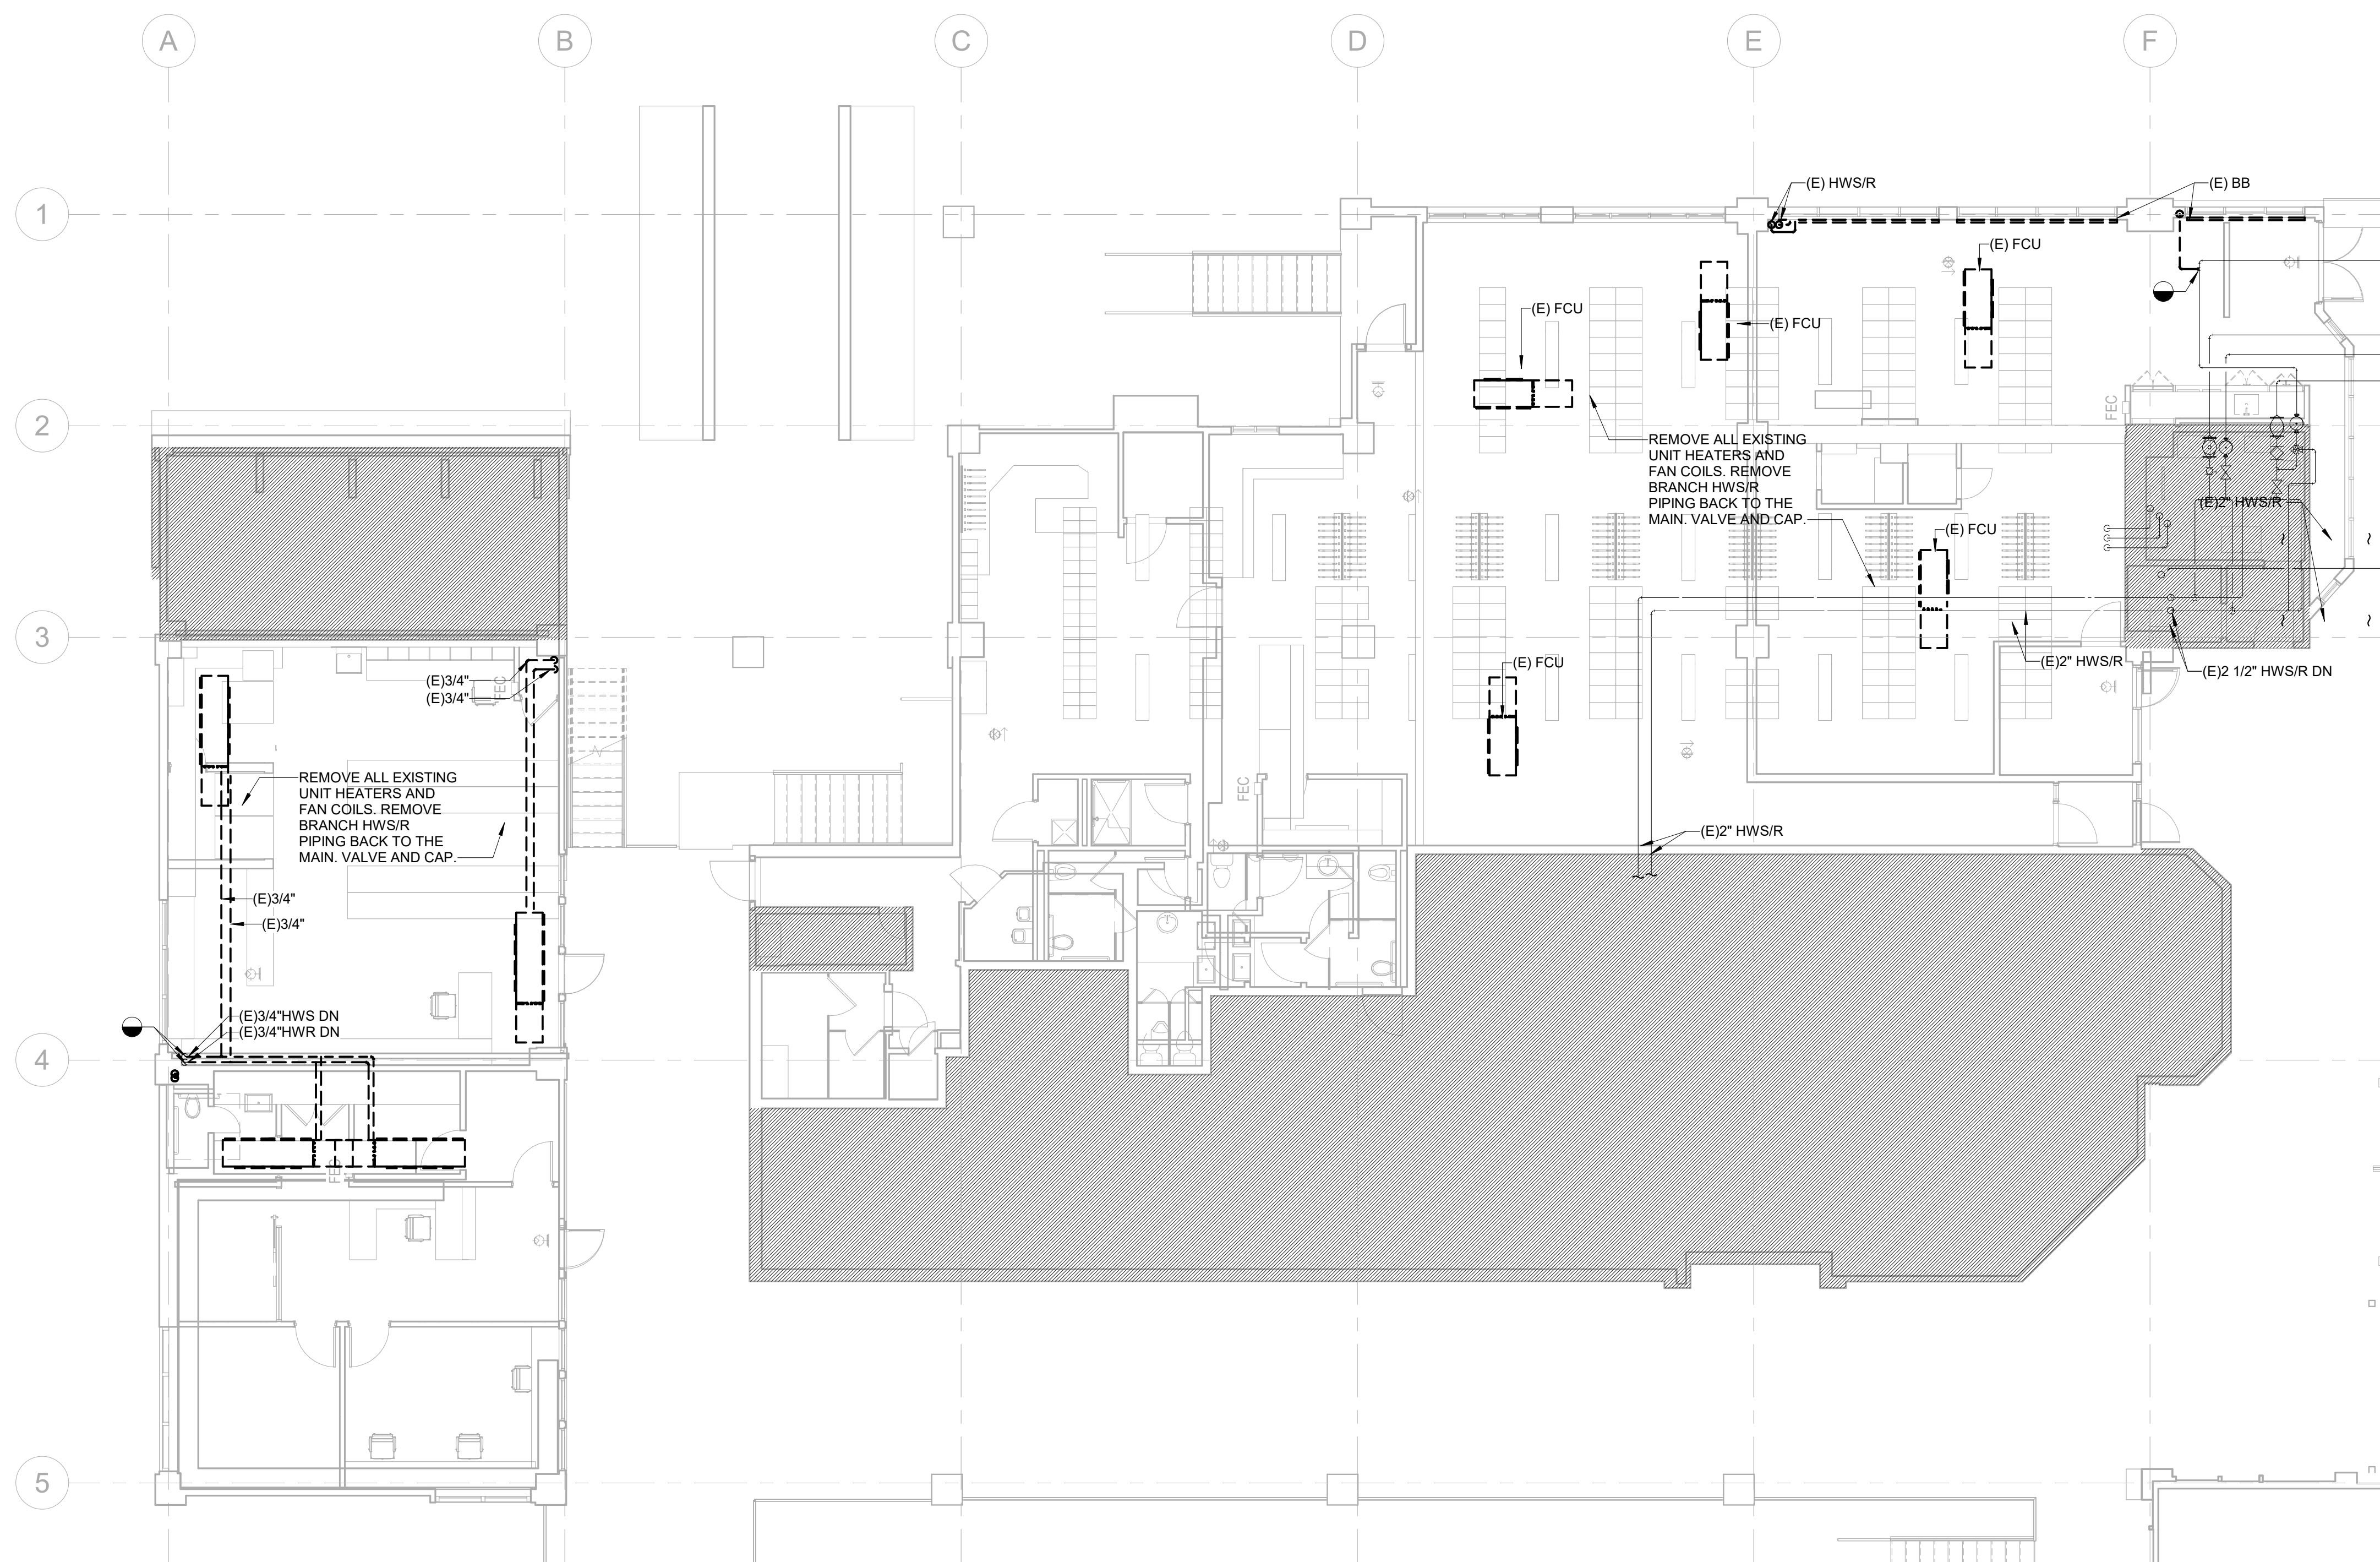 A
B
C
D
E
F
1
(E) HWS/R
(E) BB
(E) FCU
(E) FCU
(E) FCU
2
FEC
REMOVE ALL EXISTING
UNIT HEATERS AND
FAN COILS. REMOVE
BRANCH HWS/R
PIPING BACK TO THE
MAIN. VALVE AND CAP.
(E)2" HWS/R
(E) FCU
3
(E)3/4"
(E)3/4"
FEC
(E) FCU
(E)2" HWS/R
(E)2 1/2" HWS/R DN
REMOVE ALL EXISTING
UNIT HEATERS AND
FAN COILS. REMOVE
BRANCH HWS/R
PIPING BACK TO THE
MAIN. VALVE AND CAP.
FEC
(E)2" HWS/R
(E)3/4"
(E)3/4"
(E)3/4"HWS DN
(E)3/4"HWR DN
4
FEC
5